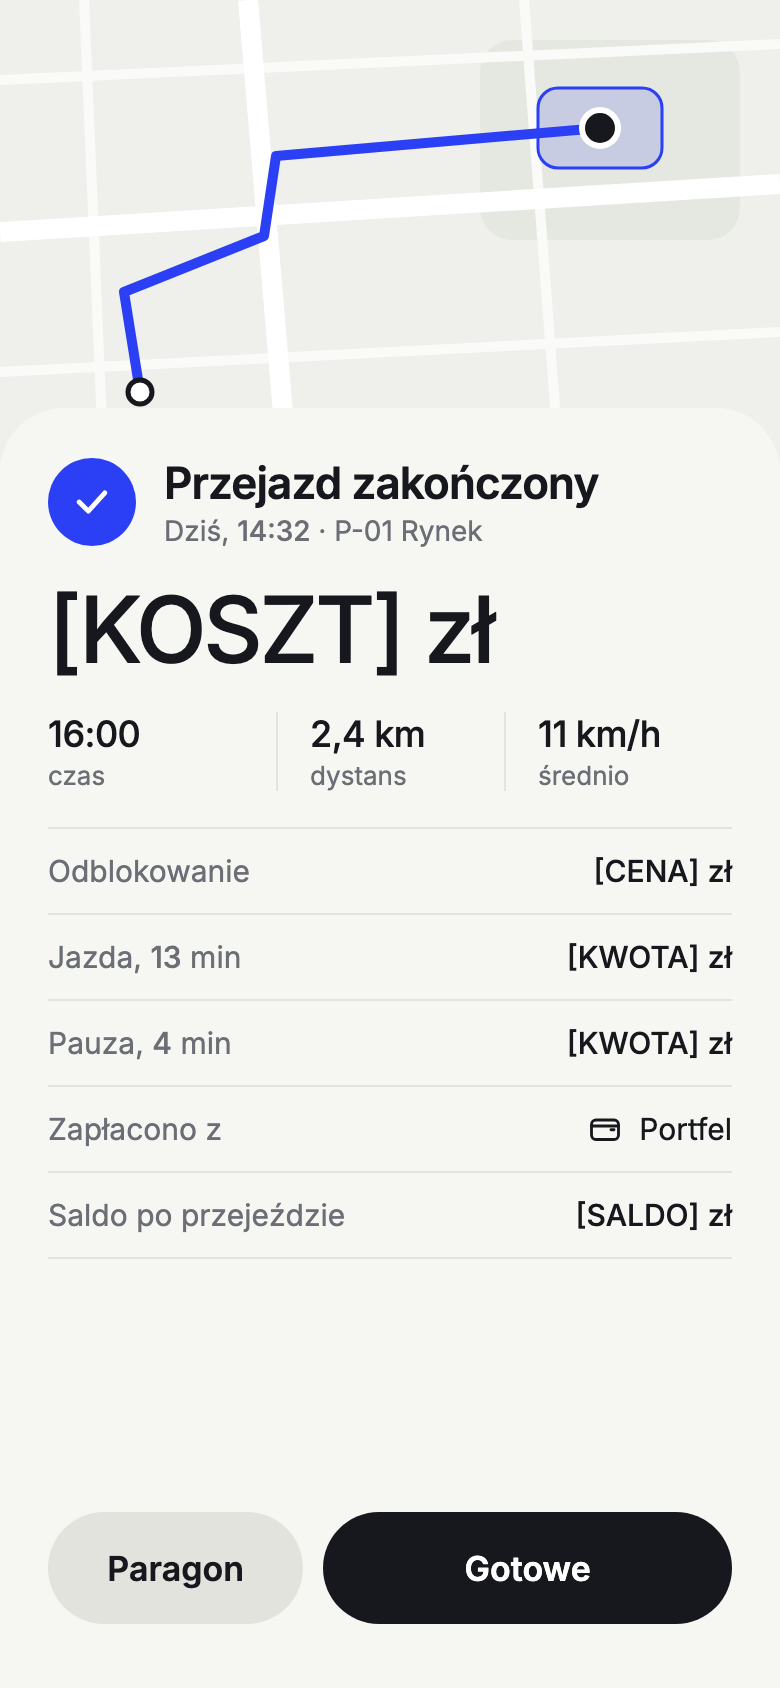 Przejazd zakończony
Dziś, 14:32 · P-01 Rynek
[KOSZT] zł
16:00
czas
2,4 km
dystans
11 km/h
średnio
Odblokowanie [CENA] zł
Jazda, 13 min [KWOTA] zł
Pauza, 4 min [KWOTA] zł
Zapłacono z Portfel
Saldo po przejeździe [SALDO] zł
Paragon
Gotowe